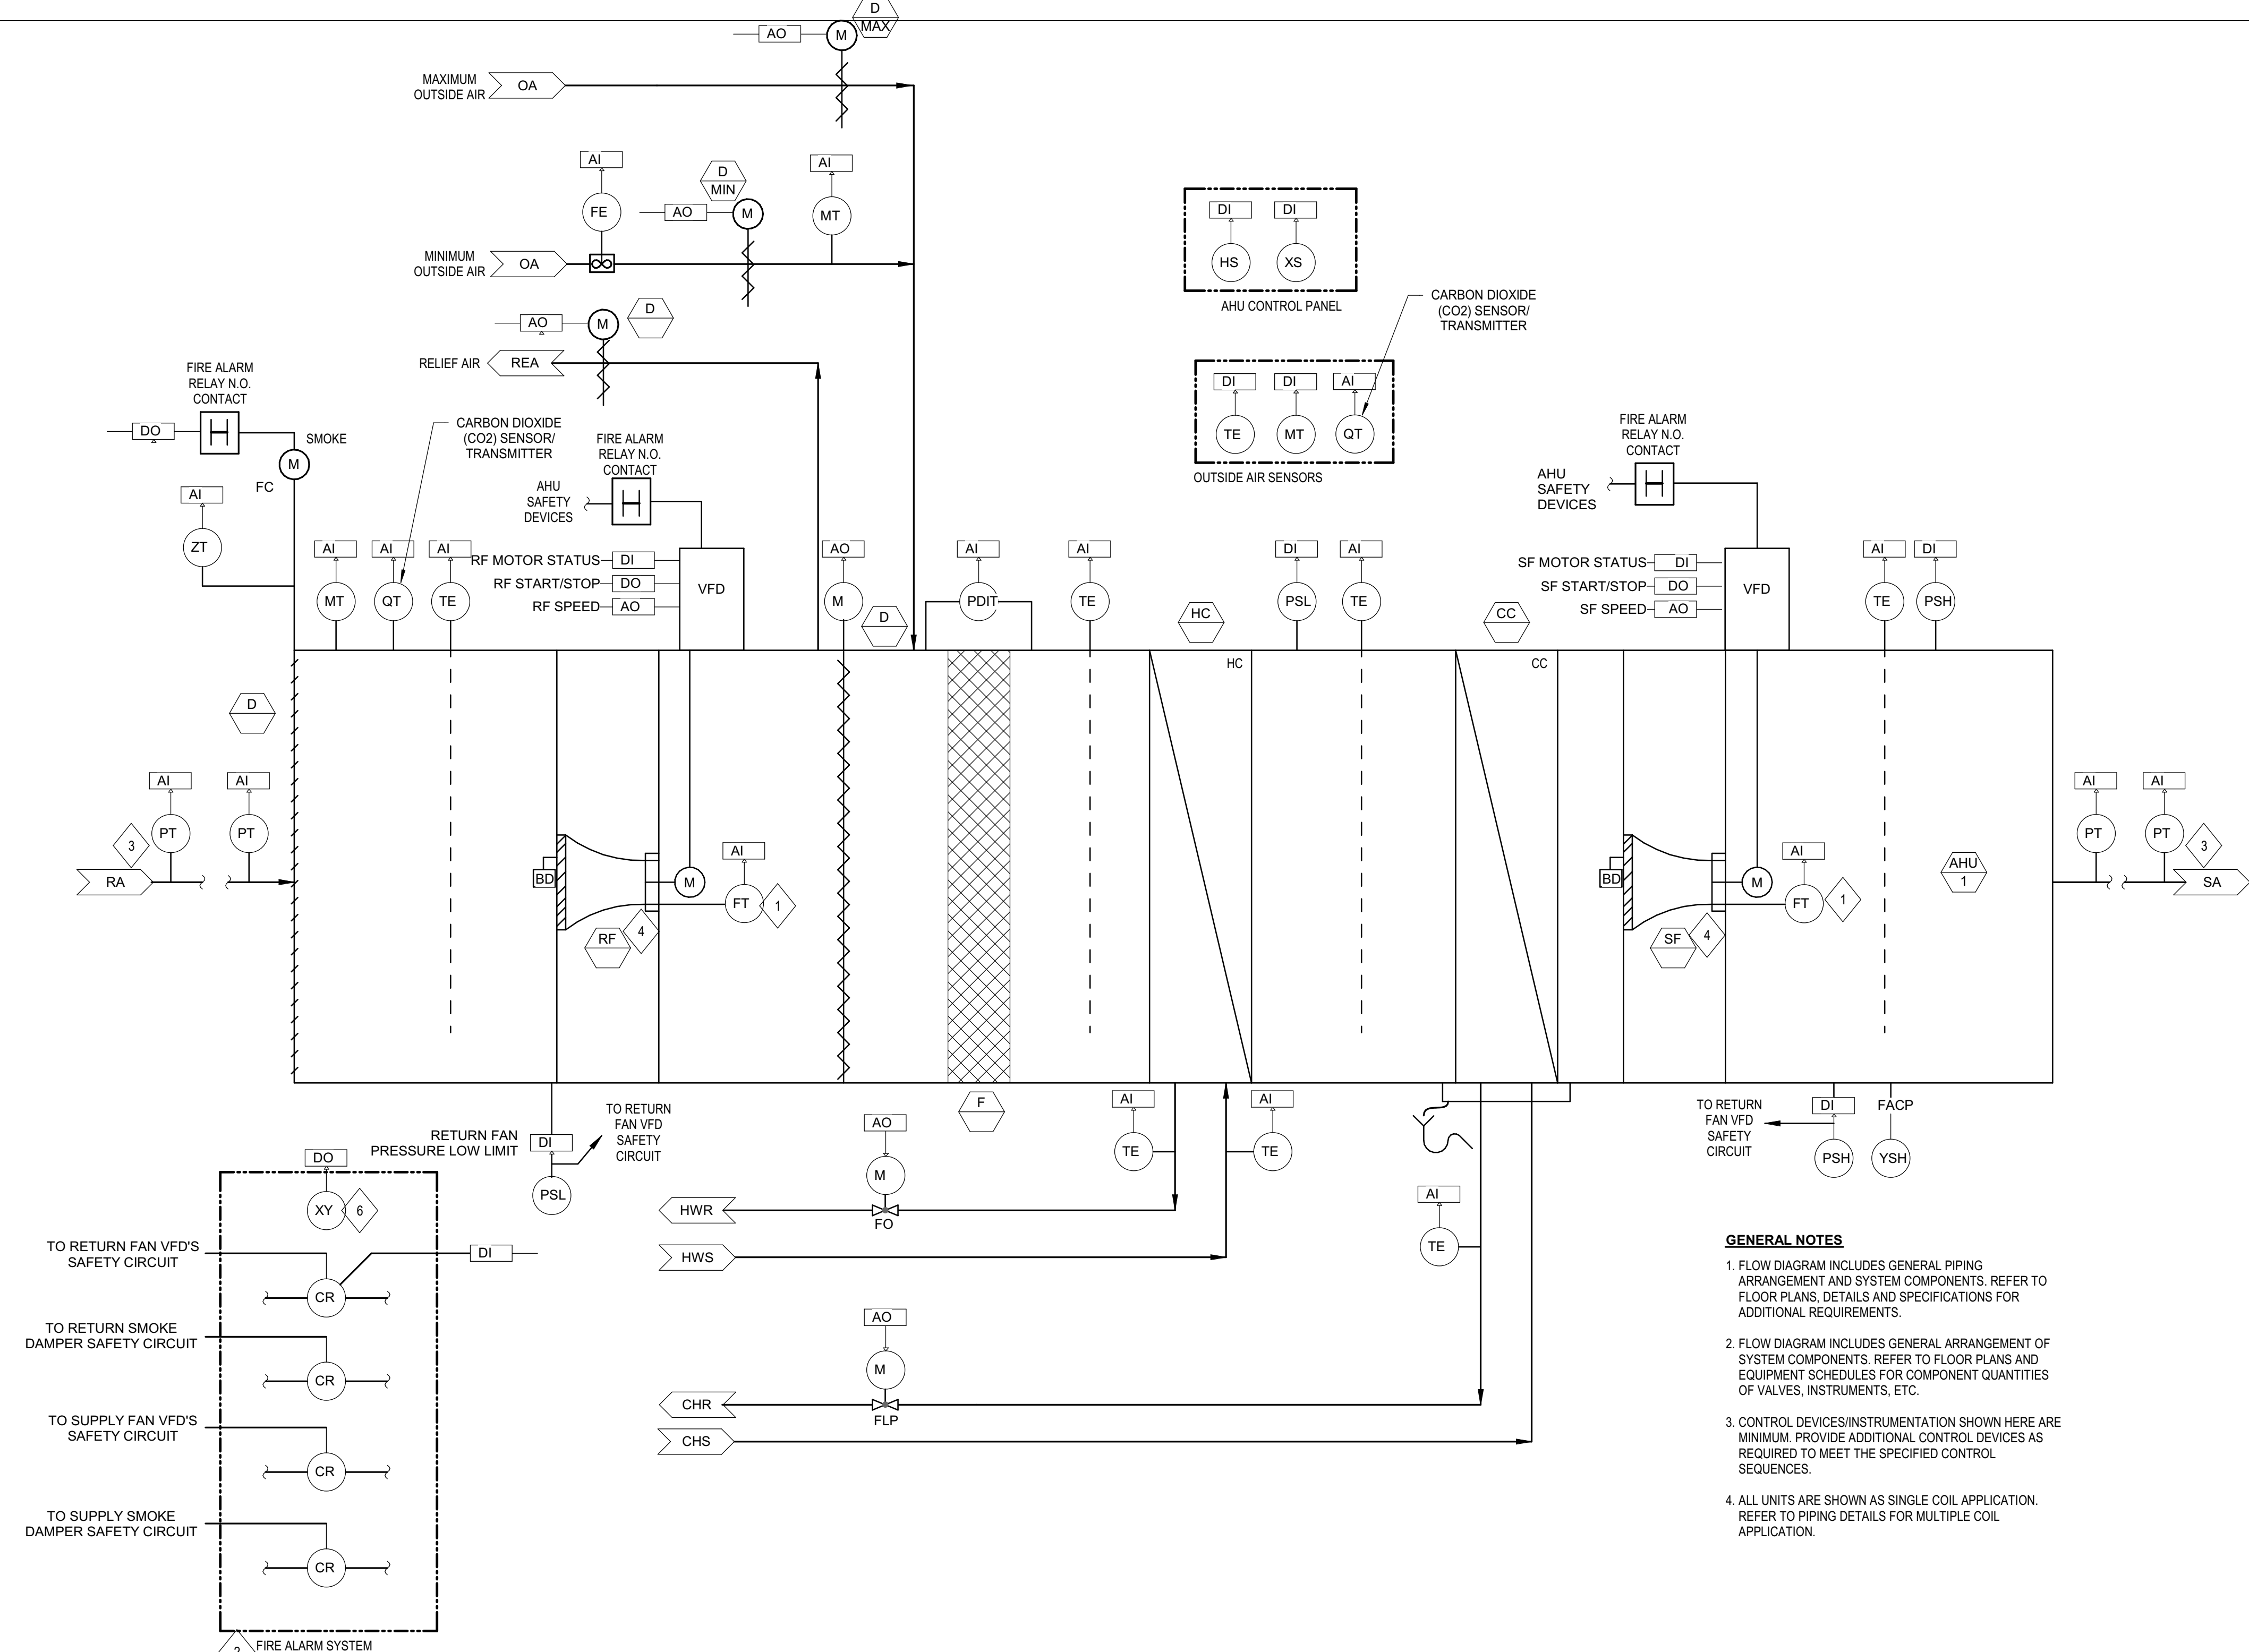 D
MAX
AO
M
MAXIMUM
OUTSIDE AIR
OA
AI
D
MIN
AI
FE
AO
M
MT
MINIMUM
OUTSIDE AIR
OA
DI
DI
HS
XS
AHU CONTROL PANEL
CARBON DIOXIDE
(CO2) SENSOR/
TRANSMITTER
D
AO
M
RELIEF AIR
REA
DI
DI
AI
TE
MT
QT
OUTSIDE AIR SENSORS
FIRE ALARM
RELAY N.O.
CONTACT
DO
SMOKE
M
FC
AI
ZT
CARBON DIOXIDE
(CO2) SENSOR/
TRANSMITTER
FIRE ALARM
RELAY N.O.
CONTACT
AHU
SAFETY
DEVICES
FIRE ALARM
RELAY N.O.
CONTACT
AHU
SAFETY
DEVICES
AI
AI
AI
MT
QT
TE
RF MOTOR STATUS
DI
RF START/STOP
DO
RF SPEED
AO
VFD
AO
M
D
AI
PDIT
AI
TE
HC
DI
AI
PSL
TE
CC
SF MOTOR STATUS
DI
SF START/STOP
DO
SF SPEED
AO
VFD
AI
DI
TE
PSH
HC
CC
D
AI
AI
3
PT
PT
RA
BD
M
AI
FT
1
RF
4
BD
M
AI
FT
1
SF
4
AHU
1
AI
AI
PT
PT
3
SA
F
RETURN FAN
PRESSURE LOW LIMIT
DI
PSL
TO RETURN
FAN VFD
SAFETY
CIRCUIT
AI
TE
AI
TE
AO
M
FO
HWR
HWS
AI
TE
AO
M
FLP
CHR
CHS
TO RETURN
FAN VFD
SAFETY
CIRCUIT
DI
PSH
FACP
YSH
DO
XY
6
TO RETURN FAN VFD'S
SAFETY CIRCUIT
DI
CR
TO RETURN SMOKE
DAMPER SAFETY CIRCUIT
CR
TO SUPPLY FAN VFD'S
SAFETY CIRCUIT
CR
TO SUPPLY SMOKE
DAMPER SAFETY CIRCUIT
CR
2
FIRE ALARM SYSTEM
GENERAL NOTES
1. FLOW DIAGRAM INCLUDES GENERAL PIPING
ARRANGEMENT AND SYSTEM COMPONENTS. REFER TO
FLOOR PLANS, DETAILS AND SPECIFICATIONS FOR
ADDITIONAL REQUIREMENTS.
2. FLOW DIAGRAM INCLUDES GENERAL ARRANGEMENT OF
SYSTEM COMPONENTS. REFER TO FLOOR PLANS AND
EQUIPMENT SCHEDULES FOR COMPONENT QUANTITIES
OF VALVES, INSTRUMENTS, ETC.
3. CONTROL DEVICES/INSTRUMENTATION SHOWN HERE ARE
MINIMUM. PROVIDE ADDITIONAL CONTROL DEVICES AS
REQUIRED TO MEET THE SPECIFIED CONTROL
SEQUENCES.
4. ALL UNITS ARE SHOWN AS SINGLE COIL APPLICATION.
REFER TO PIPING DETAILS FOR MULTIPLE COIL
APPLICATION.